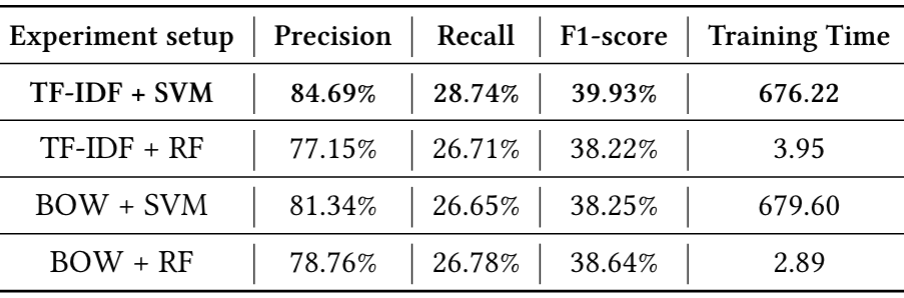 Experiment setup Precision Recall F1-score Training Time
TF-IDF + SVM 84.69% 28.74% 39.93% 676.22
TF-IDF + RF 77.15% 26.71% 38.22% 3.95
BOW + SVM 81.34% 26.65% 38.25% 679.60
BOW + RF 78.76% 26.78% 38.64% 2.89